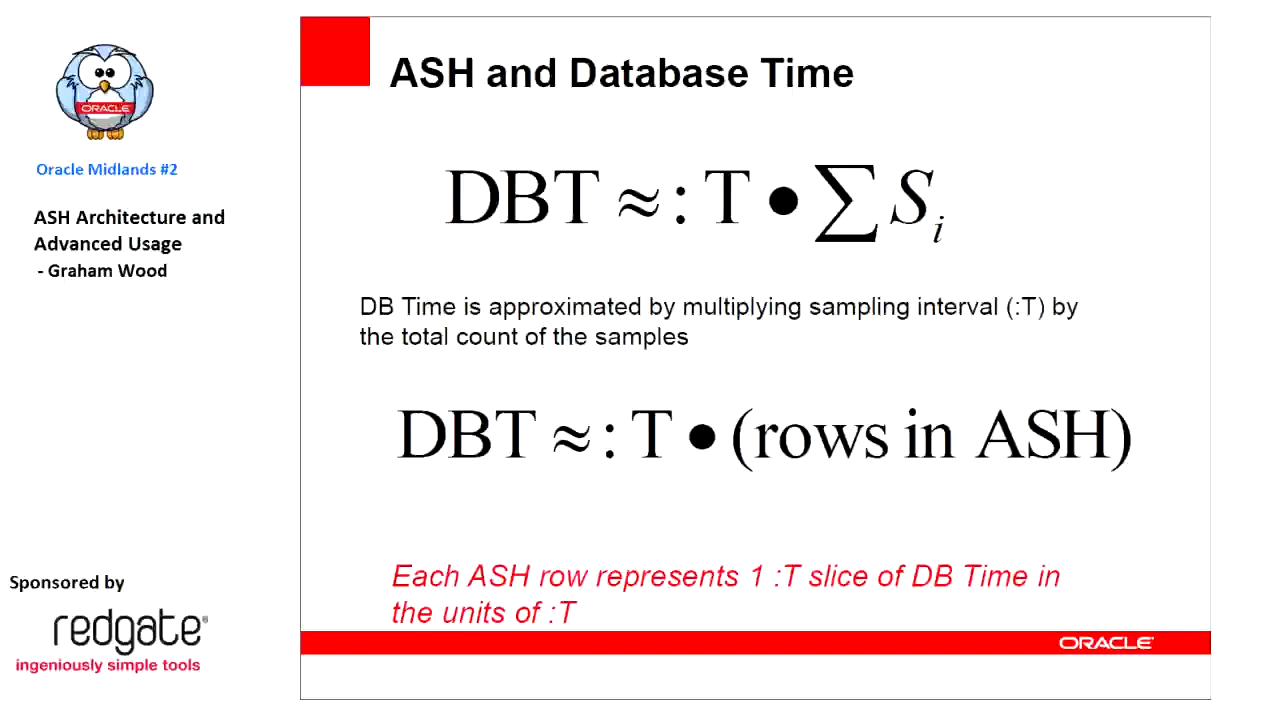 ORACLE
Oracle Midlands #2
ASH Architecture and
Advanced Usage
- Graham Wood
Sponsored by
redgate®
ingeniously simple tools
ASH and Database Time
DBT ≈ : T • ∑ Sᵢ
DB Time is approximated by multiplying sampling interval (:T) by
the total count of the samples
DBT ≈ : T • (rows in ASH)
Each ASH row represents 1 :T slice of DB Time in
the units of :T
ORACLE